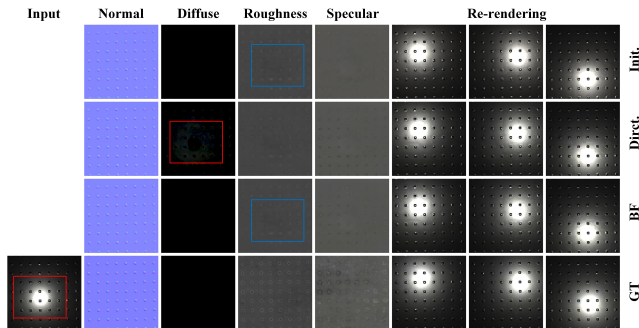 Input Normal Diffuse Roughness Specular Re-rendering
Init.
Dirct.
BF
GT